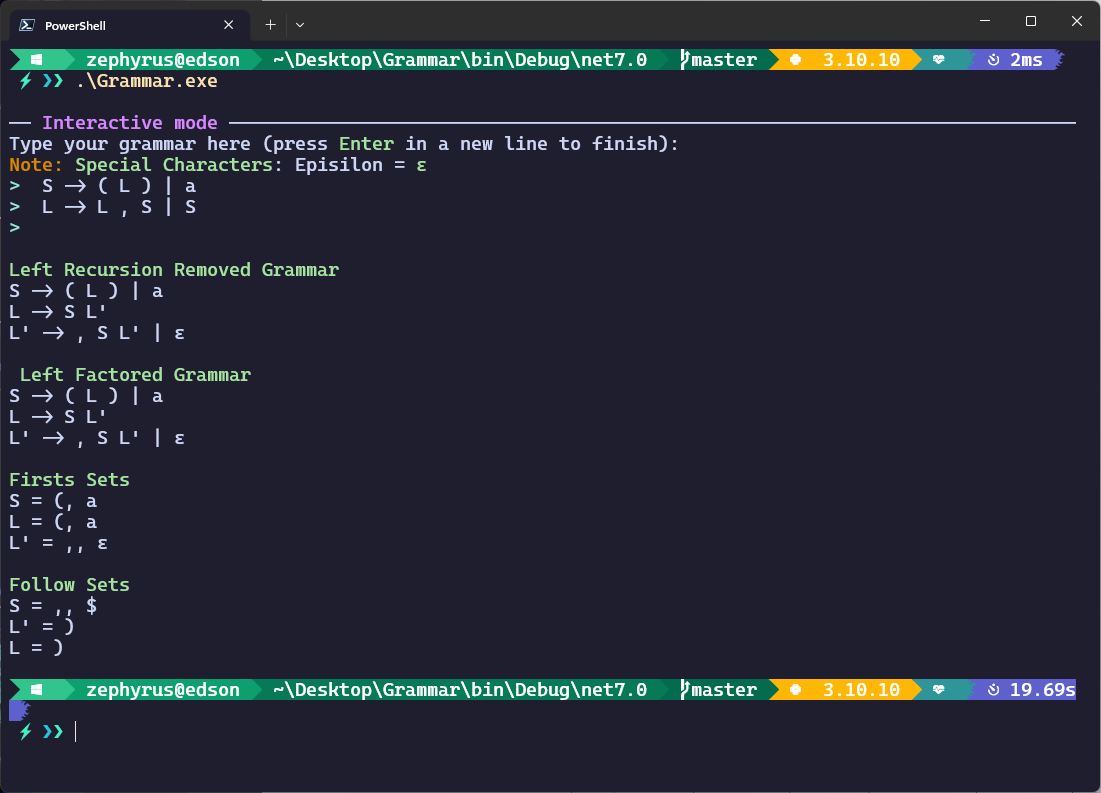 PowerShell
zephyrus@edson ~\Desktop\Grammar\bin\Debug\net7.0 master 3.10.10 2ms
.\Grammar.exe
Interactive mode
Type your grammar here (press Enter in a new line to finish):
Note: Special Characters: Episilon = ε
> S → ( L ) | a
> L → L , S | S
>
Left Recursion Removed Grammar
S → ( L ) | a
L → S L'
L' → , S L' | ε
Left Factored Grammar
S → ( L ) | a
L → S L'
L' → , S L' | ε
Firsts Sets
S = (, a
L = (, a
L' = ,, ε
Follow Sets
S = ,, $
L' = )
L = )
zephyrus@edson ~\Desktop\Grammar\bin\Debug\net7.0 master 3.10.10 19.69s